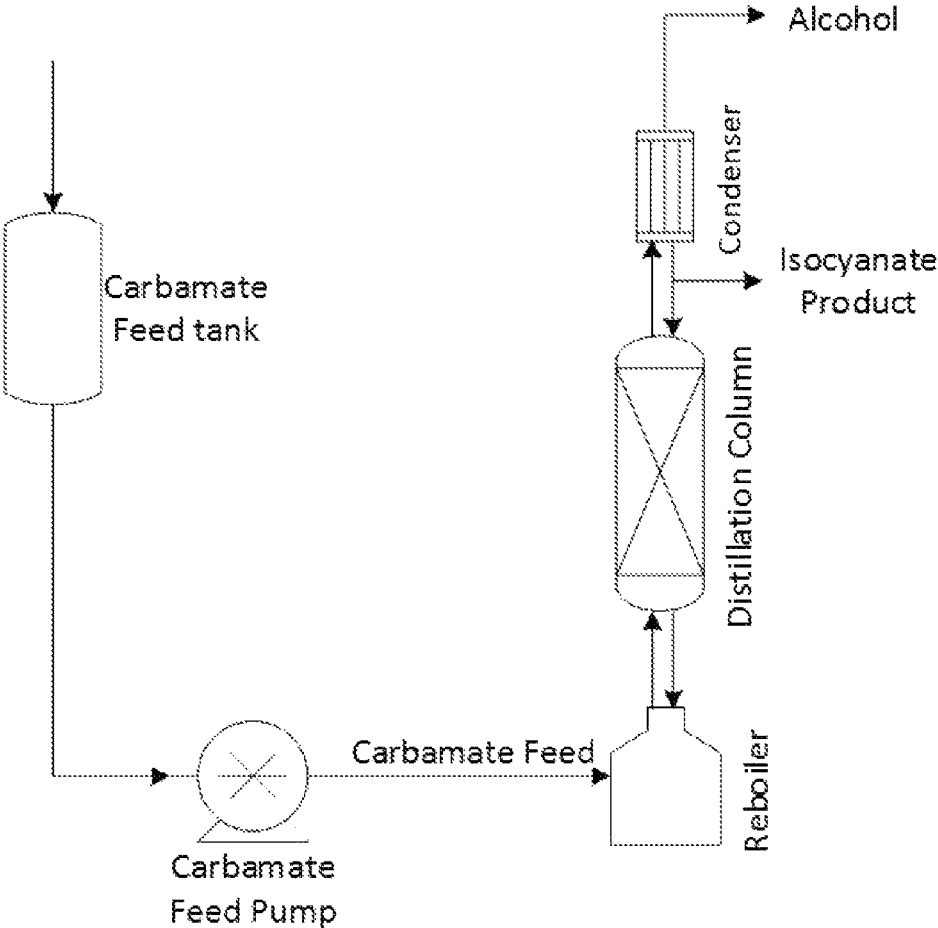 Alcohol
Condenser
Isocyanate
Product
Carbamate
Feed tank
Distillation Column
Carbamate Feed
Reboiler
Carbamate
Feed Pump